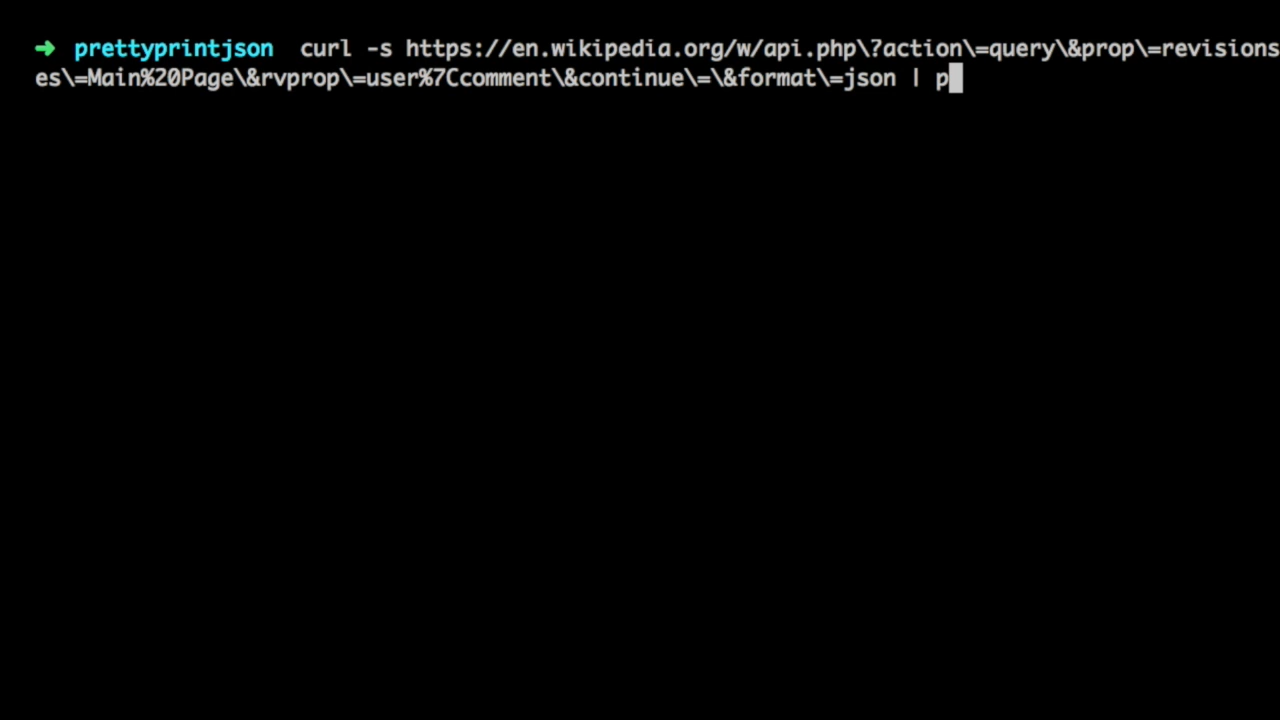 ➜ prettyprintjson curl -s https://en.wikipedia.org/w/api.php\?action\=query\&prop\=revisions
es\=Main%20Page\&rvprop\=user%7Ccomment\&continue\=\&format\=json | p